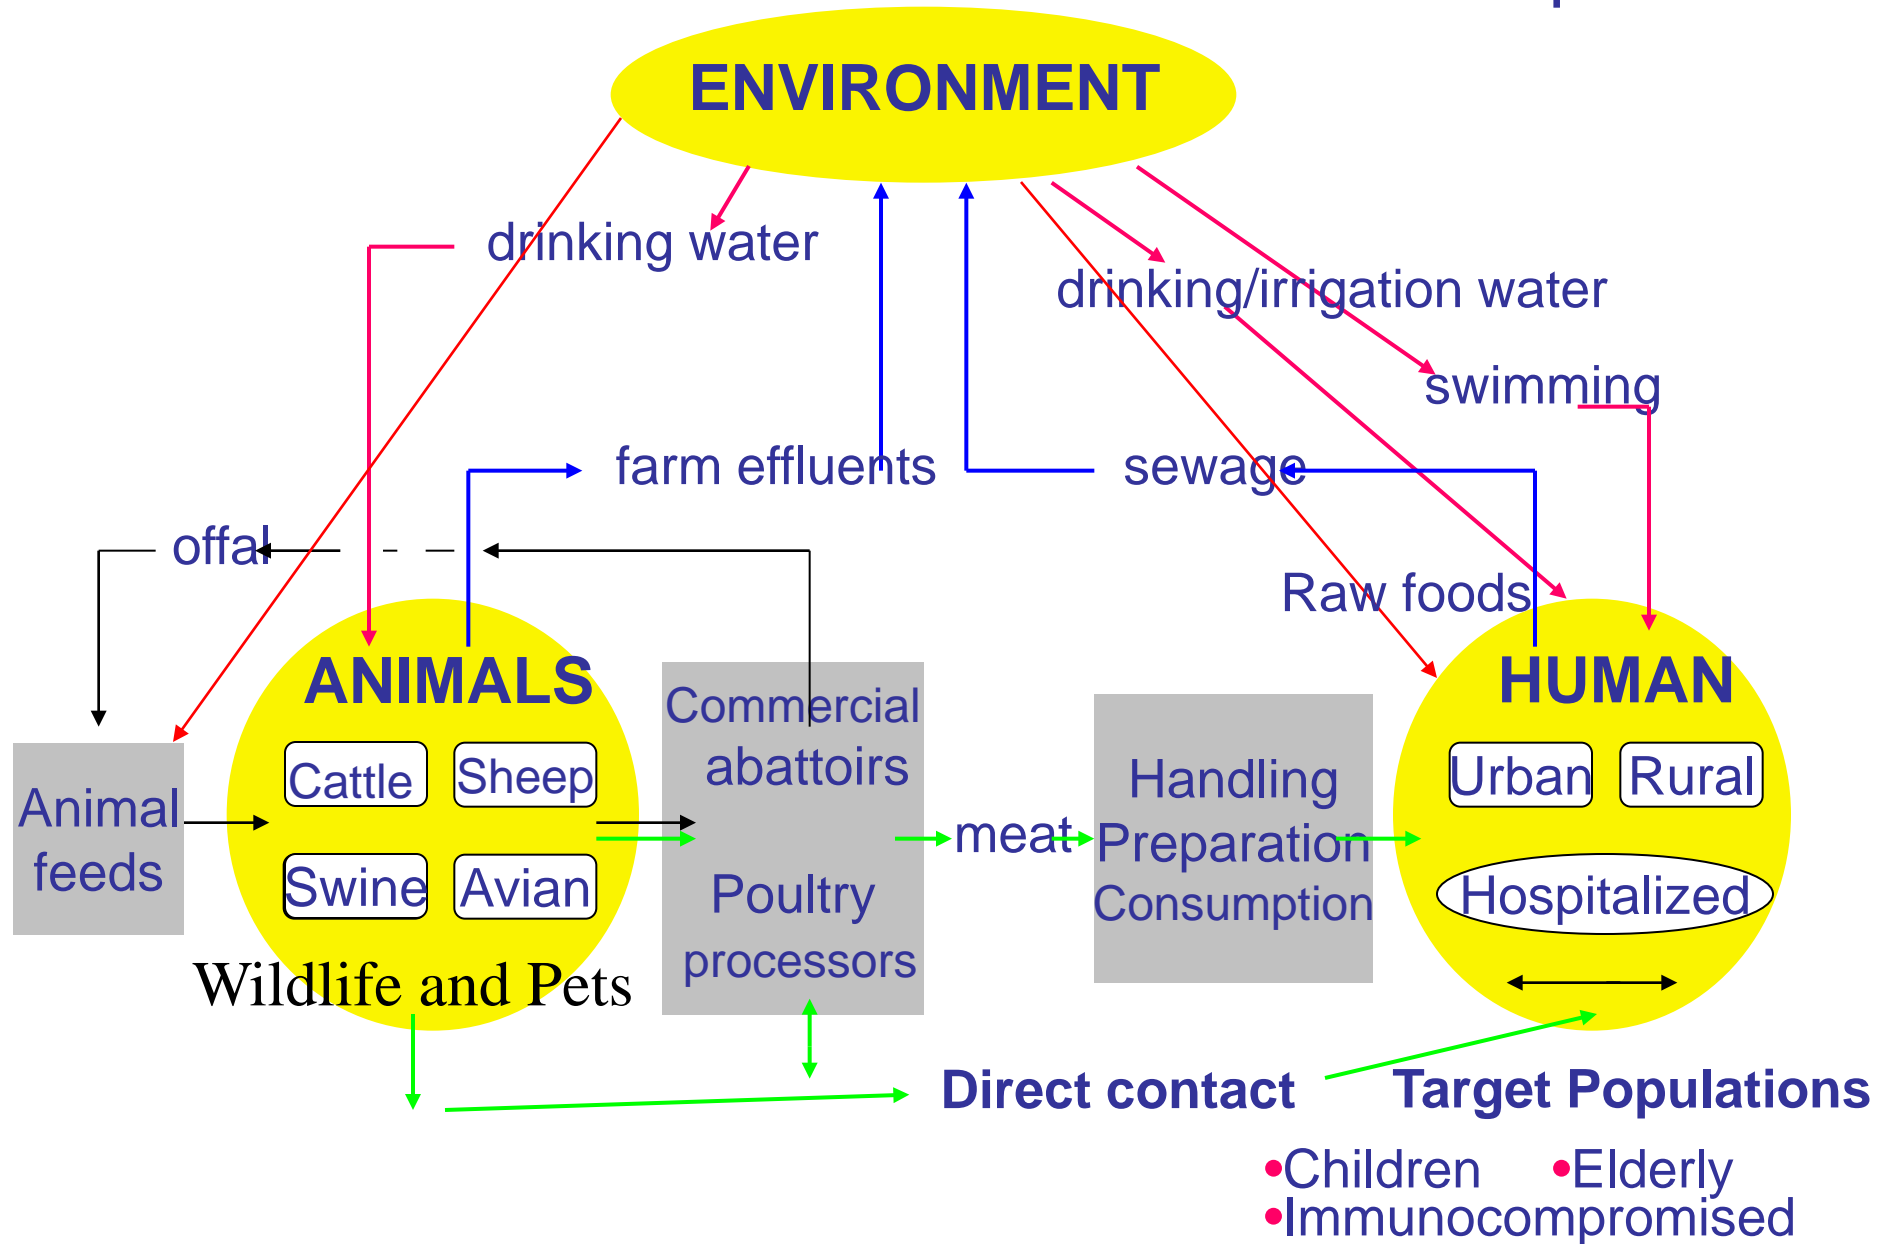 ENVIRONMENT
drinking water
drinking/irrigation water
swimming
farm effluents
sewage
offal
Raw foods
ANIMALS
HUMAN
Commercial
abattoirs
Poultry
processors
Animal
feeds
Cattle
Sheep
Swine
Avian
Wildlife and Pets
meat
Handling
Preparation
Consumption
Urban
Rural
Hospitalized
Direct contact
Target Populations
•Children •Elderly
•Immunocompromised